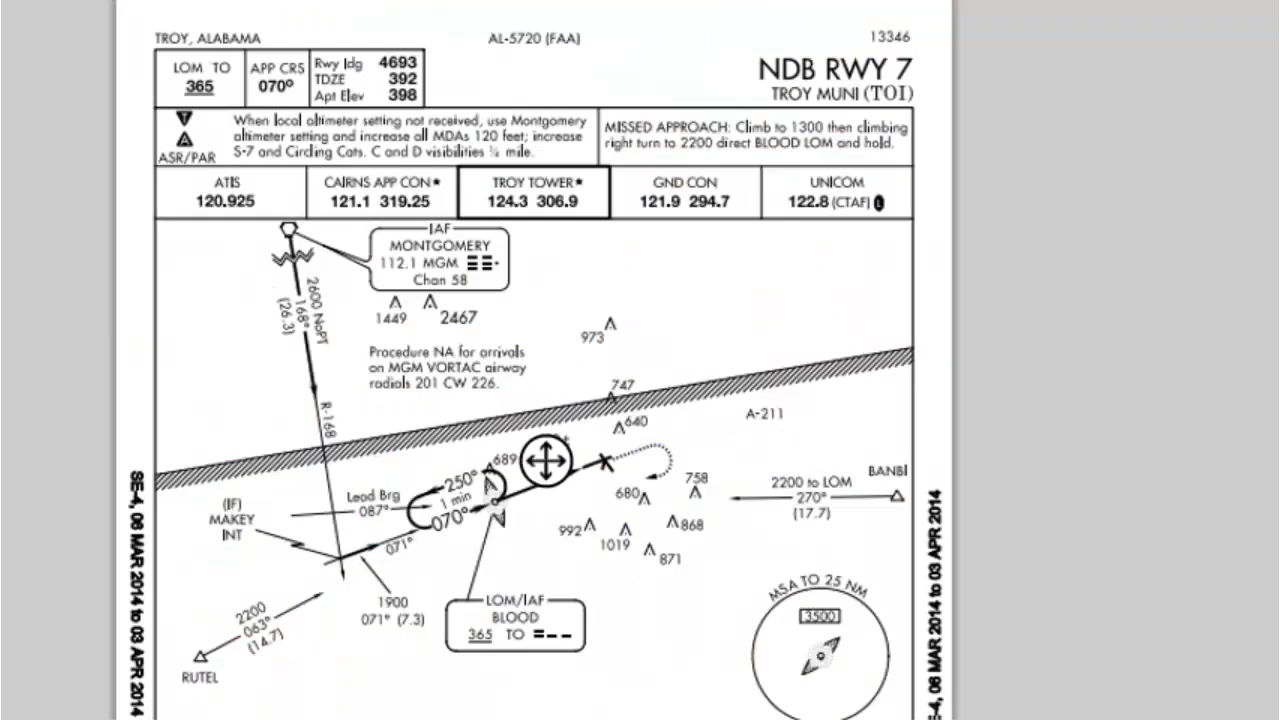 TROY, ALABAMA
AL-5720 (FAA)
13346
LOM TO
365
APP CRS
070°
Rwy ldg 4693
TDZE 392
Apt Elev 398
NDB RWY 7
TROY MUNI (TOI)
T
A
ASR/PAR
When local altimeter setting not received, use Montgomery
altimeter setting and increase all MDAs 120 feet; increase
S-7 and Circling Cats. C and D visibilities ¼ mile.
MISSED APPROACH: Climb to 1300 then climbing
right turn to 2200 direct BLOOD LOM and hold.
ATIS
120.925
CAIRNS APP CON★
121.1 319.25
TROY TOWER★
124.3 306.9
GND CON
121.9 294.7
UNICOM
122.8 (CTAF) L
IAF
MONTGOMERY
112.1 MGM
Chan 58
2600 NoPT
168°
(26.3)
R-168
1449
2467
973
Procedure NA for arrivals
on MGM VORTAC airway
radials 201 CW 226.
747
640
A-211
689
250°
1 min
070°
Lead Brg
087°
(IF)
MAKEY
INT
071°
680
758
992
1019
868
871
2200 to LOM
270°
(17.7)
BANBI
1900
071° (7.3)
LOM/IAF
BLOOD
365 TO
2200
063°
(14.7)
RUTEL
MSA TO 25 NM
3500
SE-4, 06 MAR 2014 to 03 APR 2014
E-4, 06 MAR 2014 to 03 APR 2014